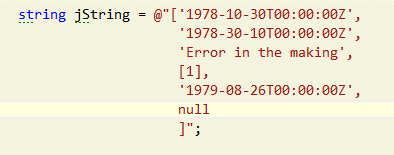 string jString = @"['1978-10-30T00:00:00Z',
'1978-30-10T00:00:00Z',
'Error in the making',
[1],
'1979-08-26T00:00:00Z',
null
]";